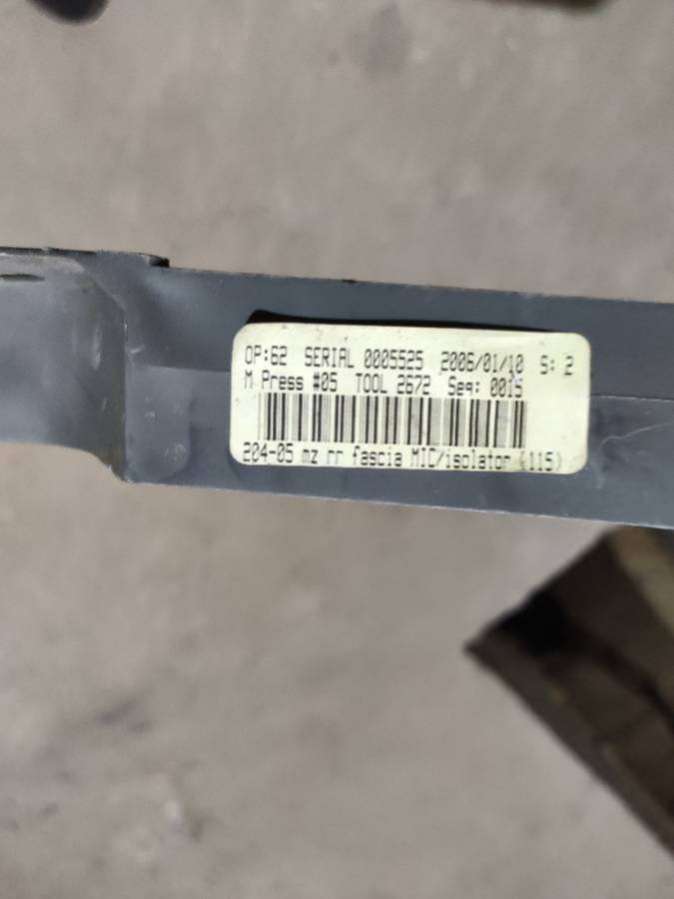 OP:62 SERIAL 0005525 2006/01/10 S: 2
M Press #05 TOOL 2672 Seq: 0015
204-05 mz rr fascia MIC/isolator (115)